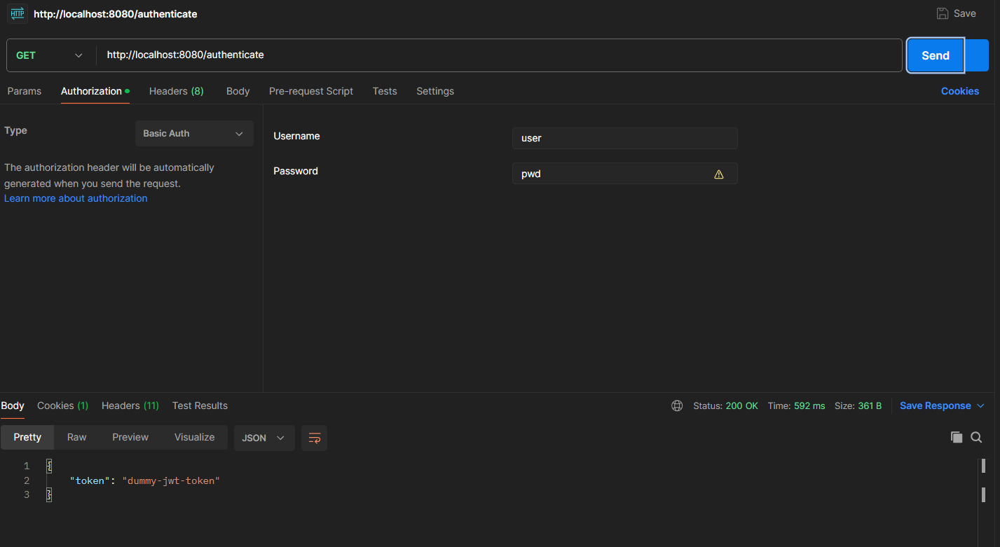 HTTP http://localhost:8080/authenticate Save
GET http://localhost:8080/authenticate Send
Params Authorization Headers (8) Body Pre-request Script Tests Settings Cookies
Type Basic Auth
The authorization header will be automatically
generated when you send the request.
Learn more about authorization
Username user
Password pwd
Body Cookies (1) Headers (11) Test Results Status: 200 OK Time: 592 ms Size: 361 B Save Response
Pretty Raw Preview Visualize JSON
1 {
2 "token": "dummy-jwt-token"
3 }